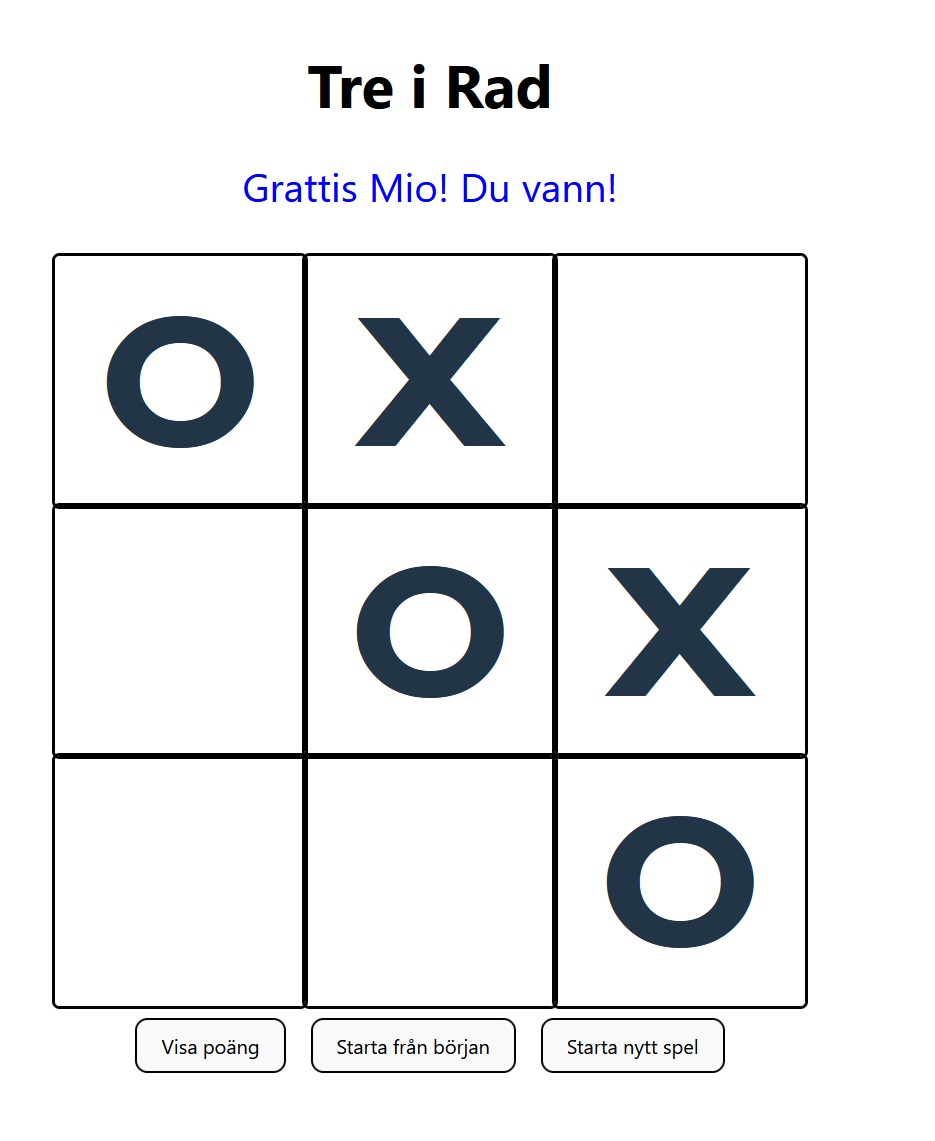 Tre i Rad
Grattis Mio! Du vann!
O X
O X
O
Visa poäng Starta från början Starta nytt spel